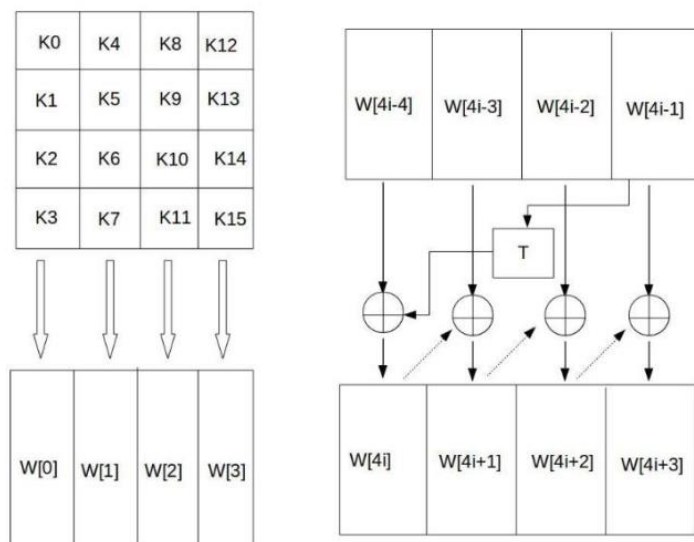 K0 K4 K8 K12
K1 K5 K9 K13
K2 K6 K10 K14
K3 K7 K11 K15
W[0] W[1] W[2] W[3]
W[4i-4] W[4i-3] W[4i-2] W[4i-1]
T
W[4i] W[4i+1] W[4i+2] W[4i+3]